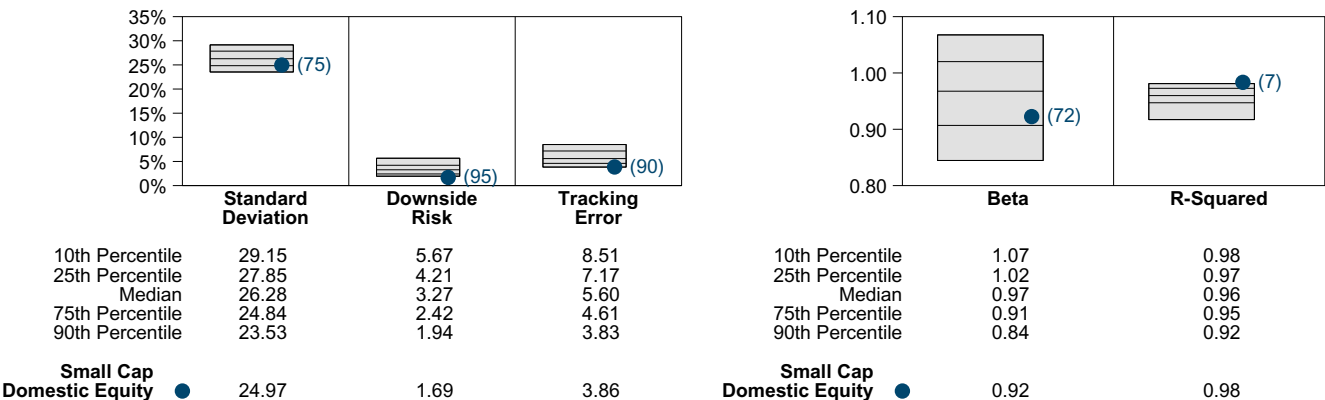 35%
30%
25%
20%
15%
10%
5%
0%
(75)
(95)
(90)
Standard Deviation
Downside Risk
Tracking Error
10th Percentile 29.15 5.67 8.51
25th Percentile 27.85 4.21 7.17
Median 26.28 3.27 5.60
75th Percentile 24.84 2.42 4.61
90th Percentile 23.53 1.94 3.83
Small Cap
Domestic Equity 24.97 1.69 3.86
1.10
1.00
0.90
0.80
(72)
(7)
Beta
R-Squared
10th Percentile 1.07 0.98
25th Percentile 1.02 0.97
Median 0.97 0.96
75th Percentile 0.91 0.95
90th Percentile 0.84 0.92
Small Cap
Domestic Equity 0.92 0.98